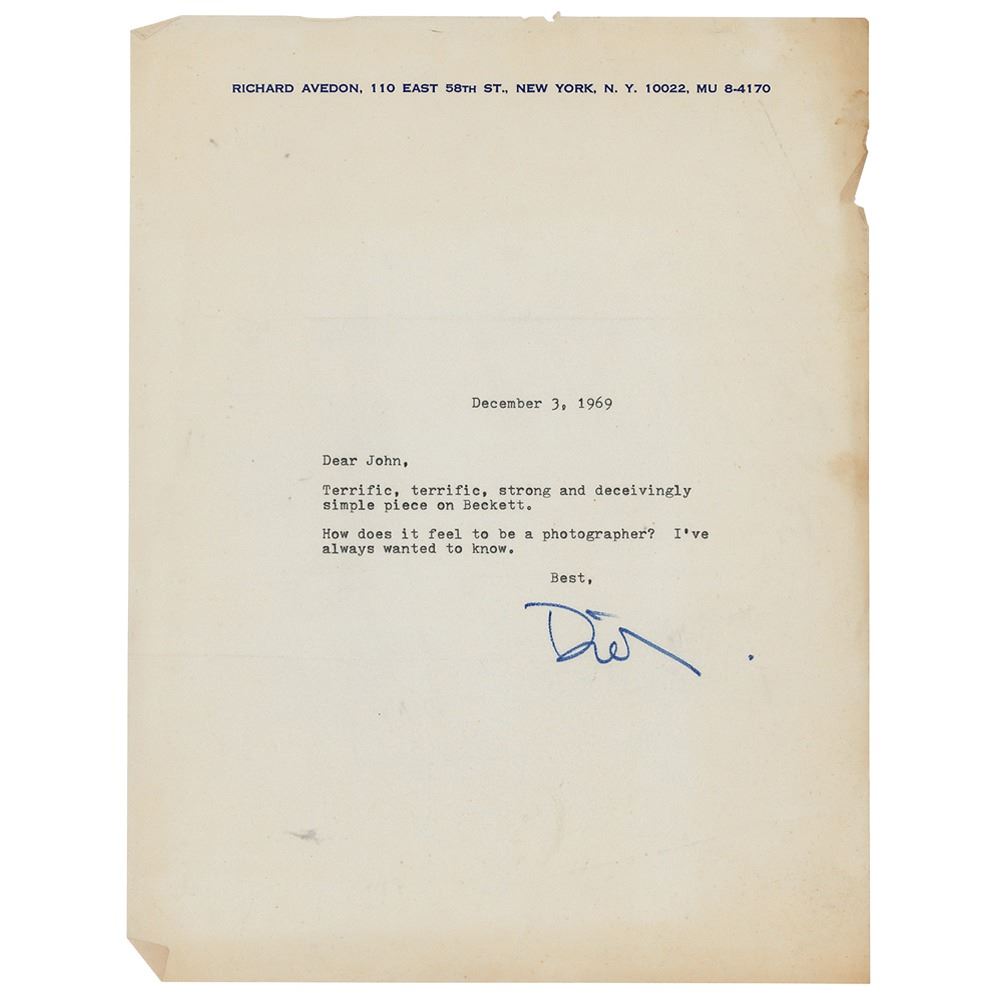 RICHARD AVEDON, 110 EAST 58TH ST., NEW YORK, N. Y. 10022, MU 8-4170
December 3, 1969
Dear John,
Terrific, terrific, strong and deceivingly
simple piece on Beckett.
How does it feel to be a photographer? I've
always wanted to know.
Best,
Dick